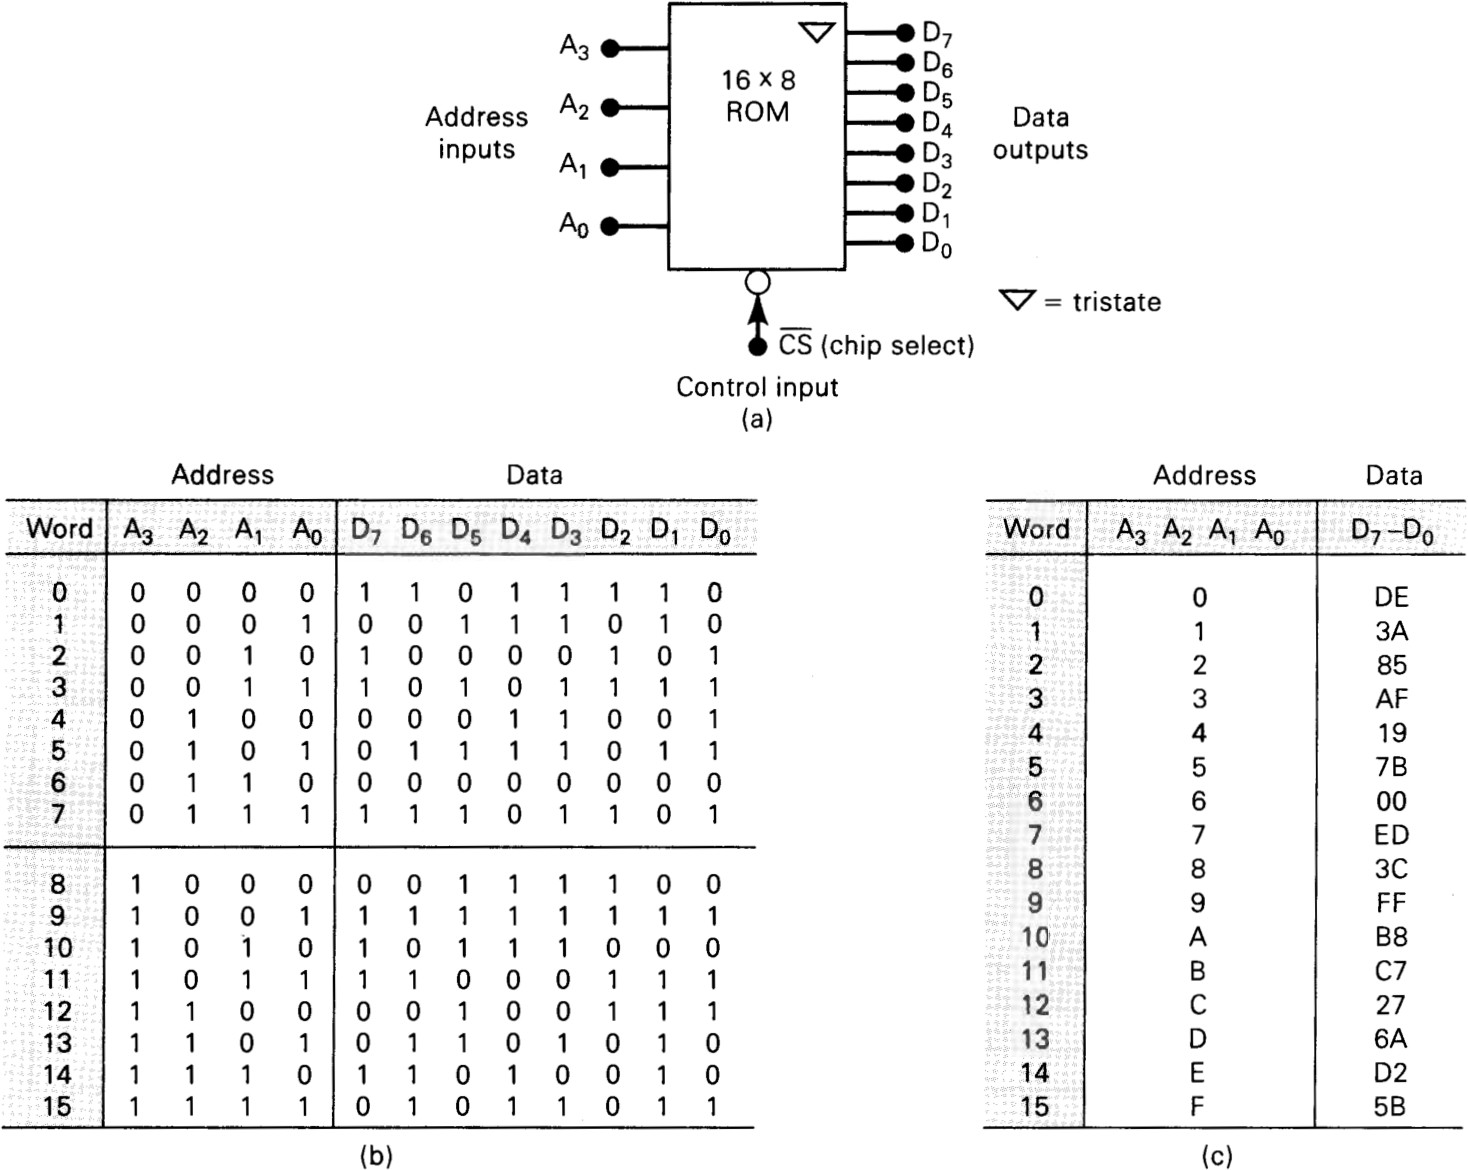 A3
A2
A1
A0
Address
inputs
16 × 8
ROM
D7
D6
D5
D4
D3
D2
D1
D0
Data
outputs
▽ = tristate
C̅S̅ (chip select)
Control input
(a)
Address Data
Word A3 A2 A1 A0 D7 D6 D5 D4 D3 D2 D1 D0
0 0 0 0 0 1 1 0 1 1 1 1 0
1 0 0 0 1 0 0 1 1 1 0 1 0
2 0 0 1 0 1 0 0 0 0 1 0 1
3 0 0 1 1 1 0 1 0 1 1 1 1
4 0 1 0 0 0 0 0 1 1 0 0 1
5 0 1 0 1 0 1 1 1 1 0 1 1
6 0 1 1 0 0 0 0 0 0 0 0 0
7 0 1 1 1 1 1 1 0 1 1 0 1
8 1 0 0 0 0 0 1 1 1 1 0 0
9 1 0 0 1 1 1 1 1 1 1 1 1
10 1 0 1 0 1 0 1 1 1 0 0 0
11 1 0 1 1 1 1 0 0 0 1 1 1
12 1 1 0 0 0 0 1 0 0 1 1 1
13 1 1 0 1 0 1 1 0 1 0 1 0
14 1 1 1 0 1 1 0 1 0 0 1 0
15 1 1 1 1 0 1 0 1 1 0 1 1
(b)
Address Data
Word A3 A2 A1 A0 D7–D0
0 0 DE
1 1 3A
2 2 85
3 3 AF
4 4 19
5 5 7B
6 6 00
7 7 ED
8 8 3C
9 9 FF
10 A B8
11 B C7
12 C 27
13 D 6A
14 E D2
15 F 5B
(c)